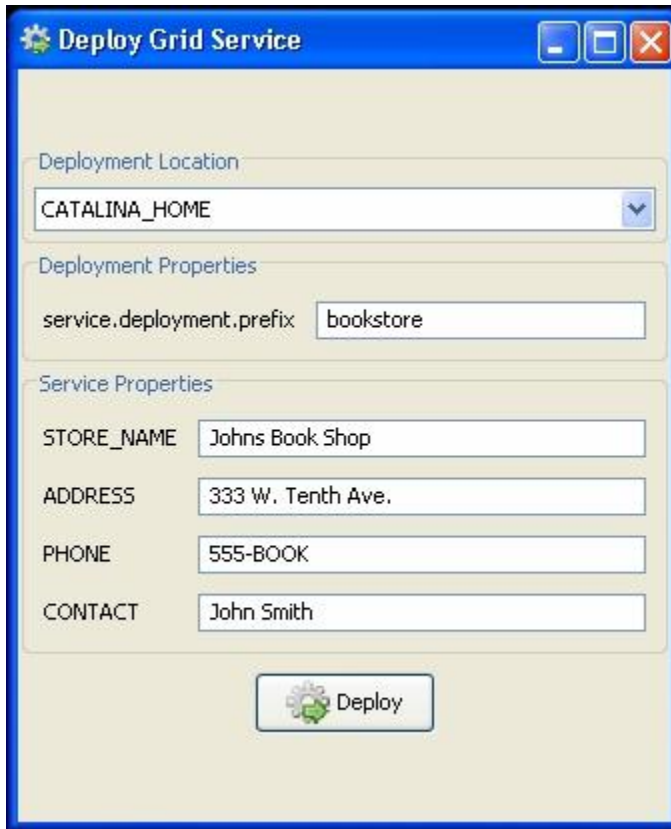 Deploy Grid Service
Deployment Location
CATALINA_HOME
Deployment Properties
service.deployment.prefix bookstore
Service Properties
STORE_NAME Johns Book Shop
ADDRESS 333 W. Tenth Ave.
PHONE 555-BOOK
CONTACT John Smith
Deploy